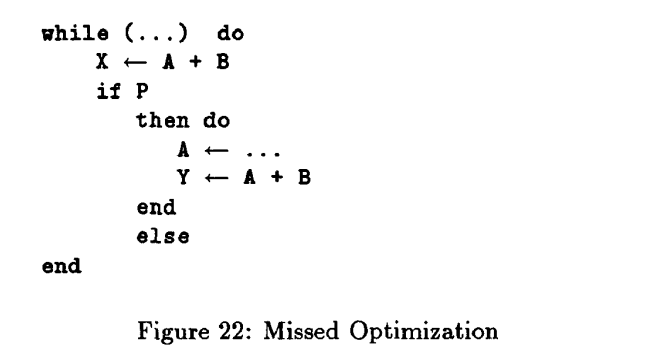 while (...) do
X ← A + B
if P
then do
A ← ...
Y ← A + B
end
else
end
Figure 22: Missed Optimization